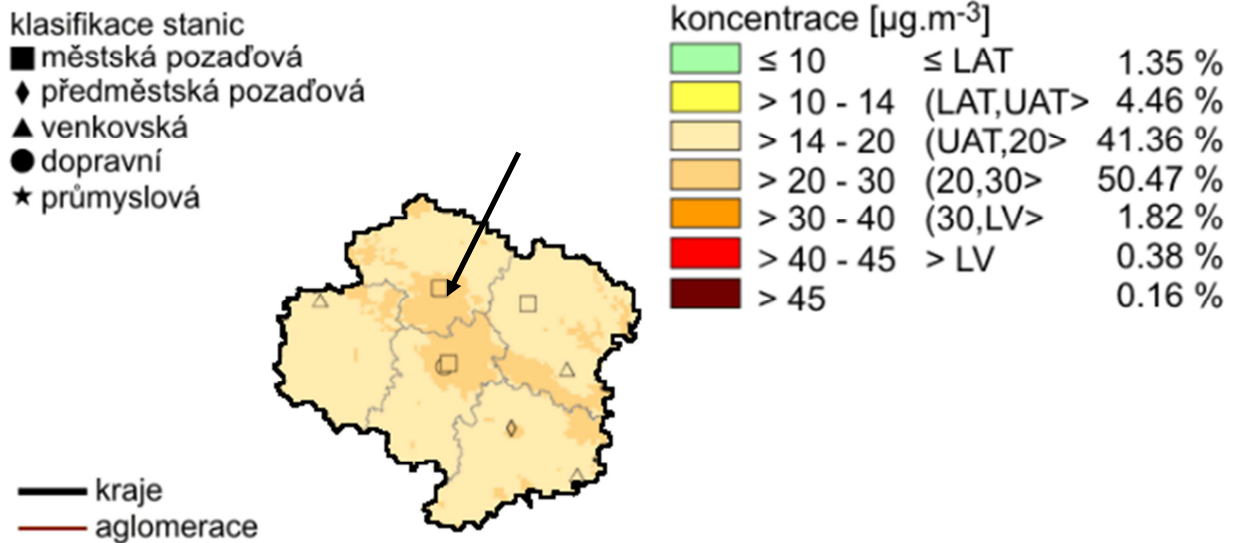 klasifikace stanic
městská pozaďová
předměstská pozaďová
venkovská
dopravní
průmyslová
koncentrace [µg.m-3]
≤ 10 ≤ LAT 1.35 %
> 10 - 14 (LAT,UAT> 4.46 %
> 14 - 20 (UAT,20> 41.36 %
> 20 - 30 (20,30> 50.47 %
> 30 - 40 (30,LV> 1.82 %
> 40 - 45 > LV 0.38 %
> 45 0.16 %
kraje
aglomerace